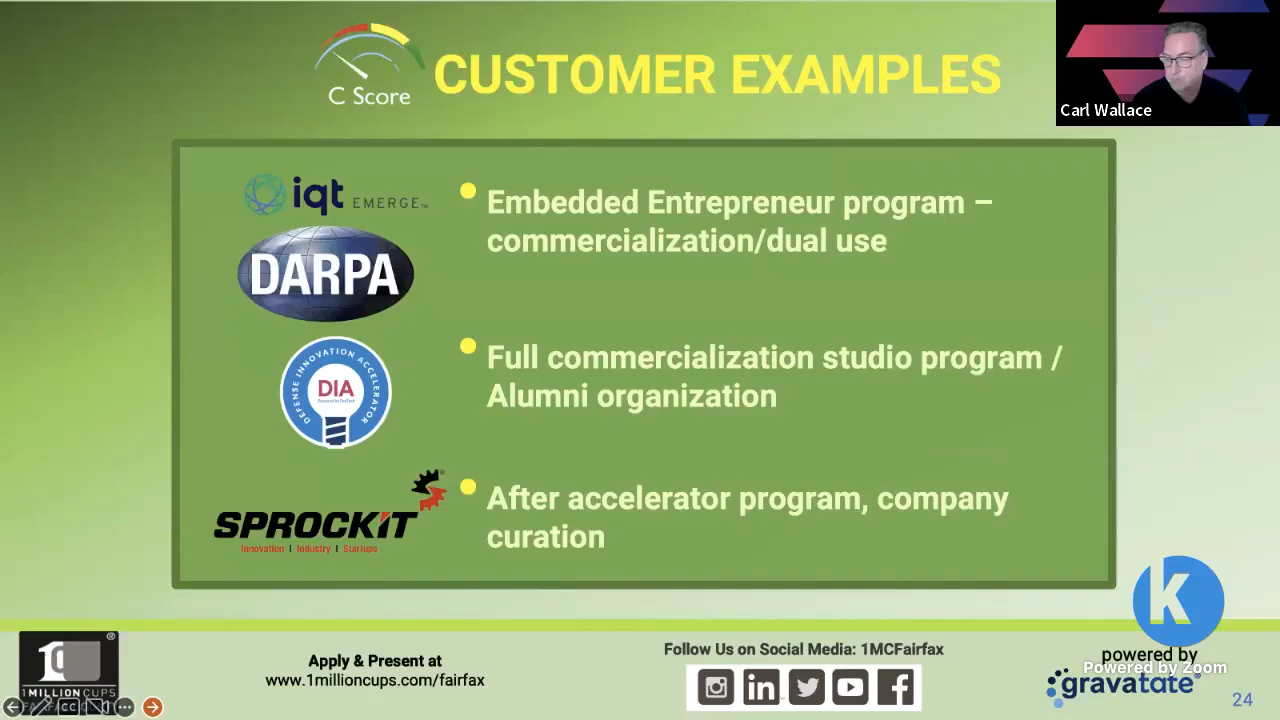 C Score
CUSTOMER EXAMPLES
Carl Wallace
iqt EMERGE
Embedded Entrepreneur program –
commercialization/dual use
DARPA
DEFENSE INNOVATION ACCELERATOR
DIA
Full commercialization studio program /
Alumni organization
SPROCKIT
Innovation | Industry | Startups
After accelerator program, company
curation
K
1MILLIONCUPS
Apply & Present at
www.1millioncups.com/fairfax
Follow Us on Social Media: 1MCFairfax
in
YouTube
f
powered by
Powered by Zoom
gravatate
24